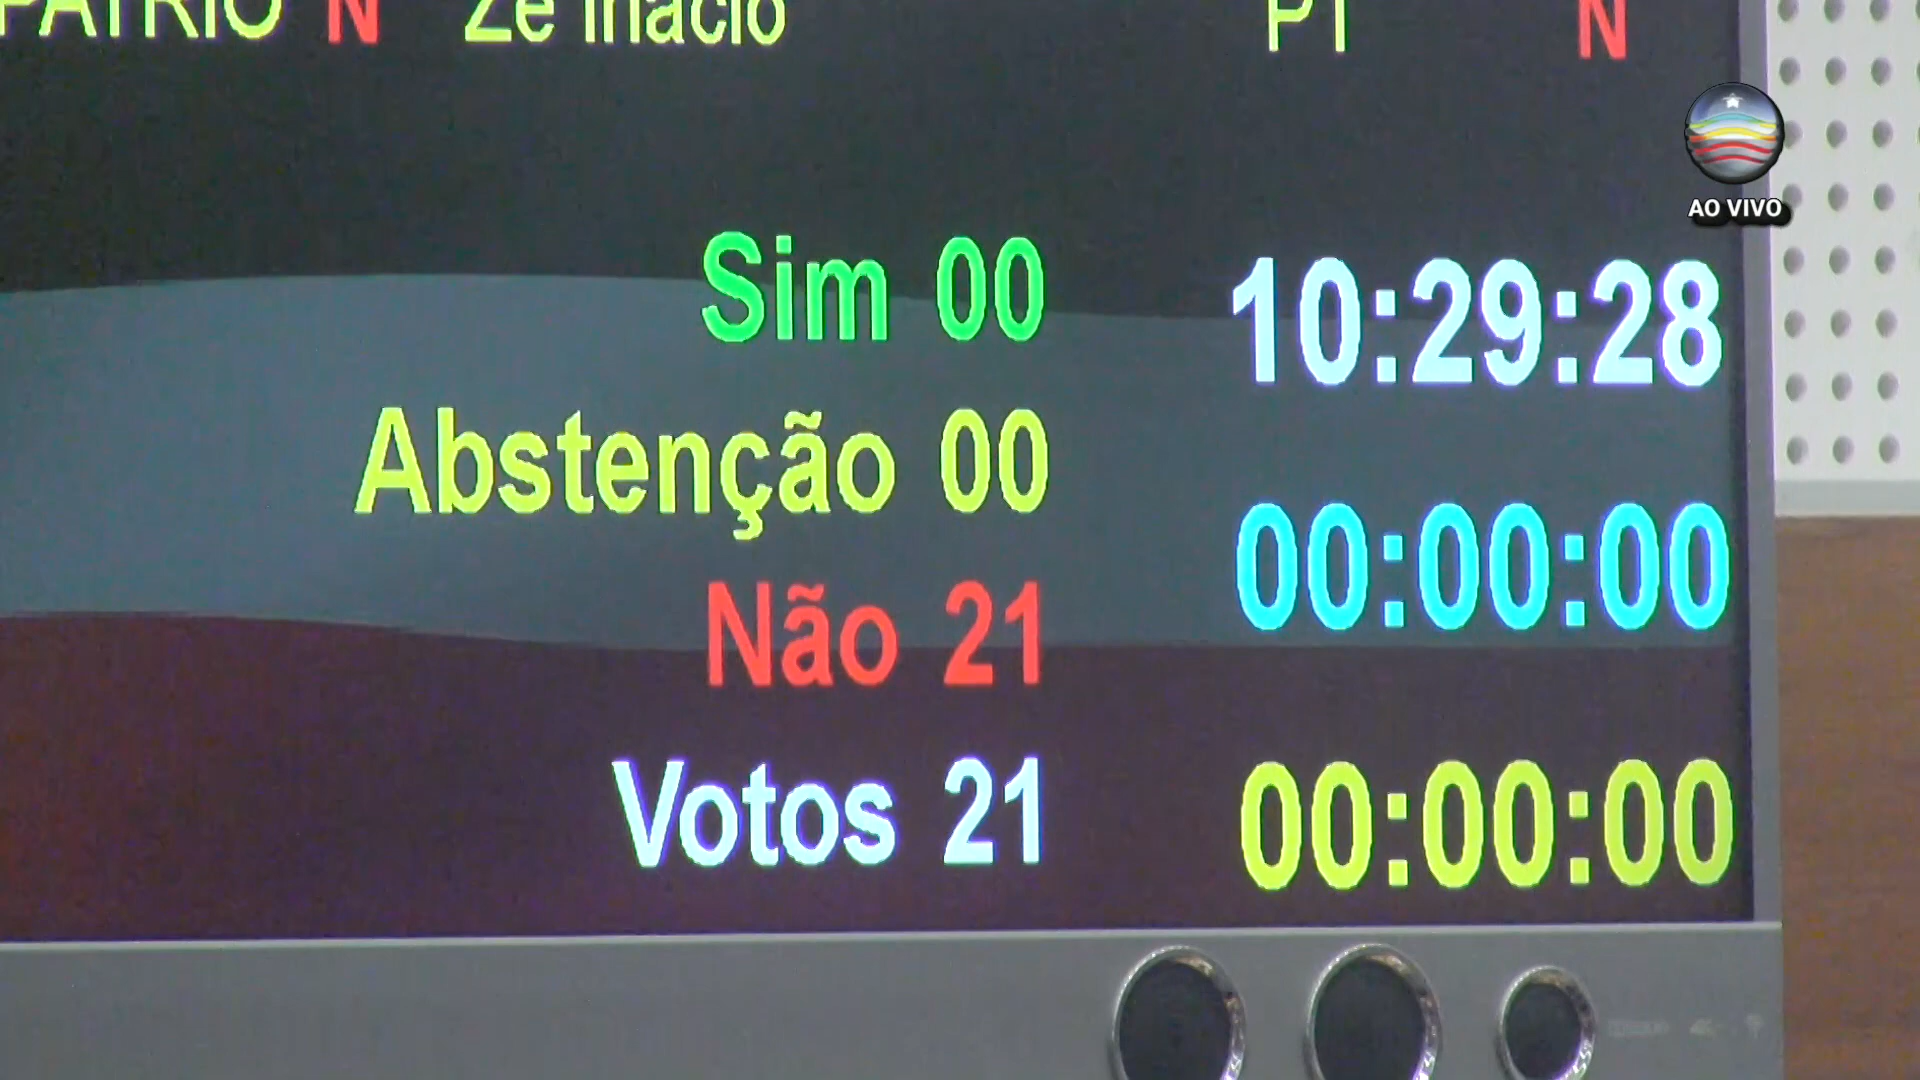 PATRIO N Zé Inácio PT N
AO VIVO
Sim 00 10:29:28
Abstenção 00 00:00:00
Não 21
Votos 21 00:00:00